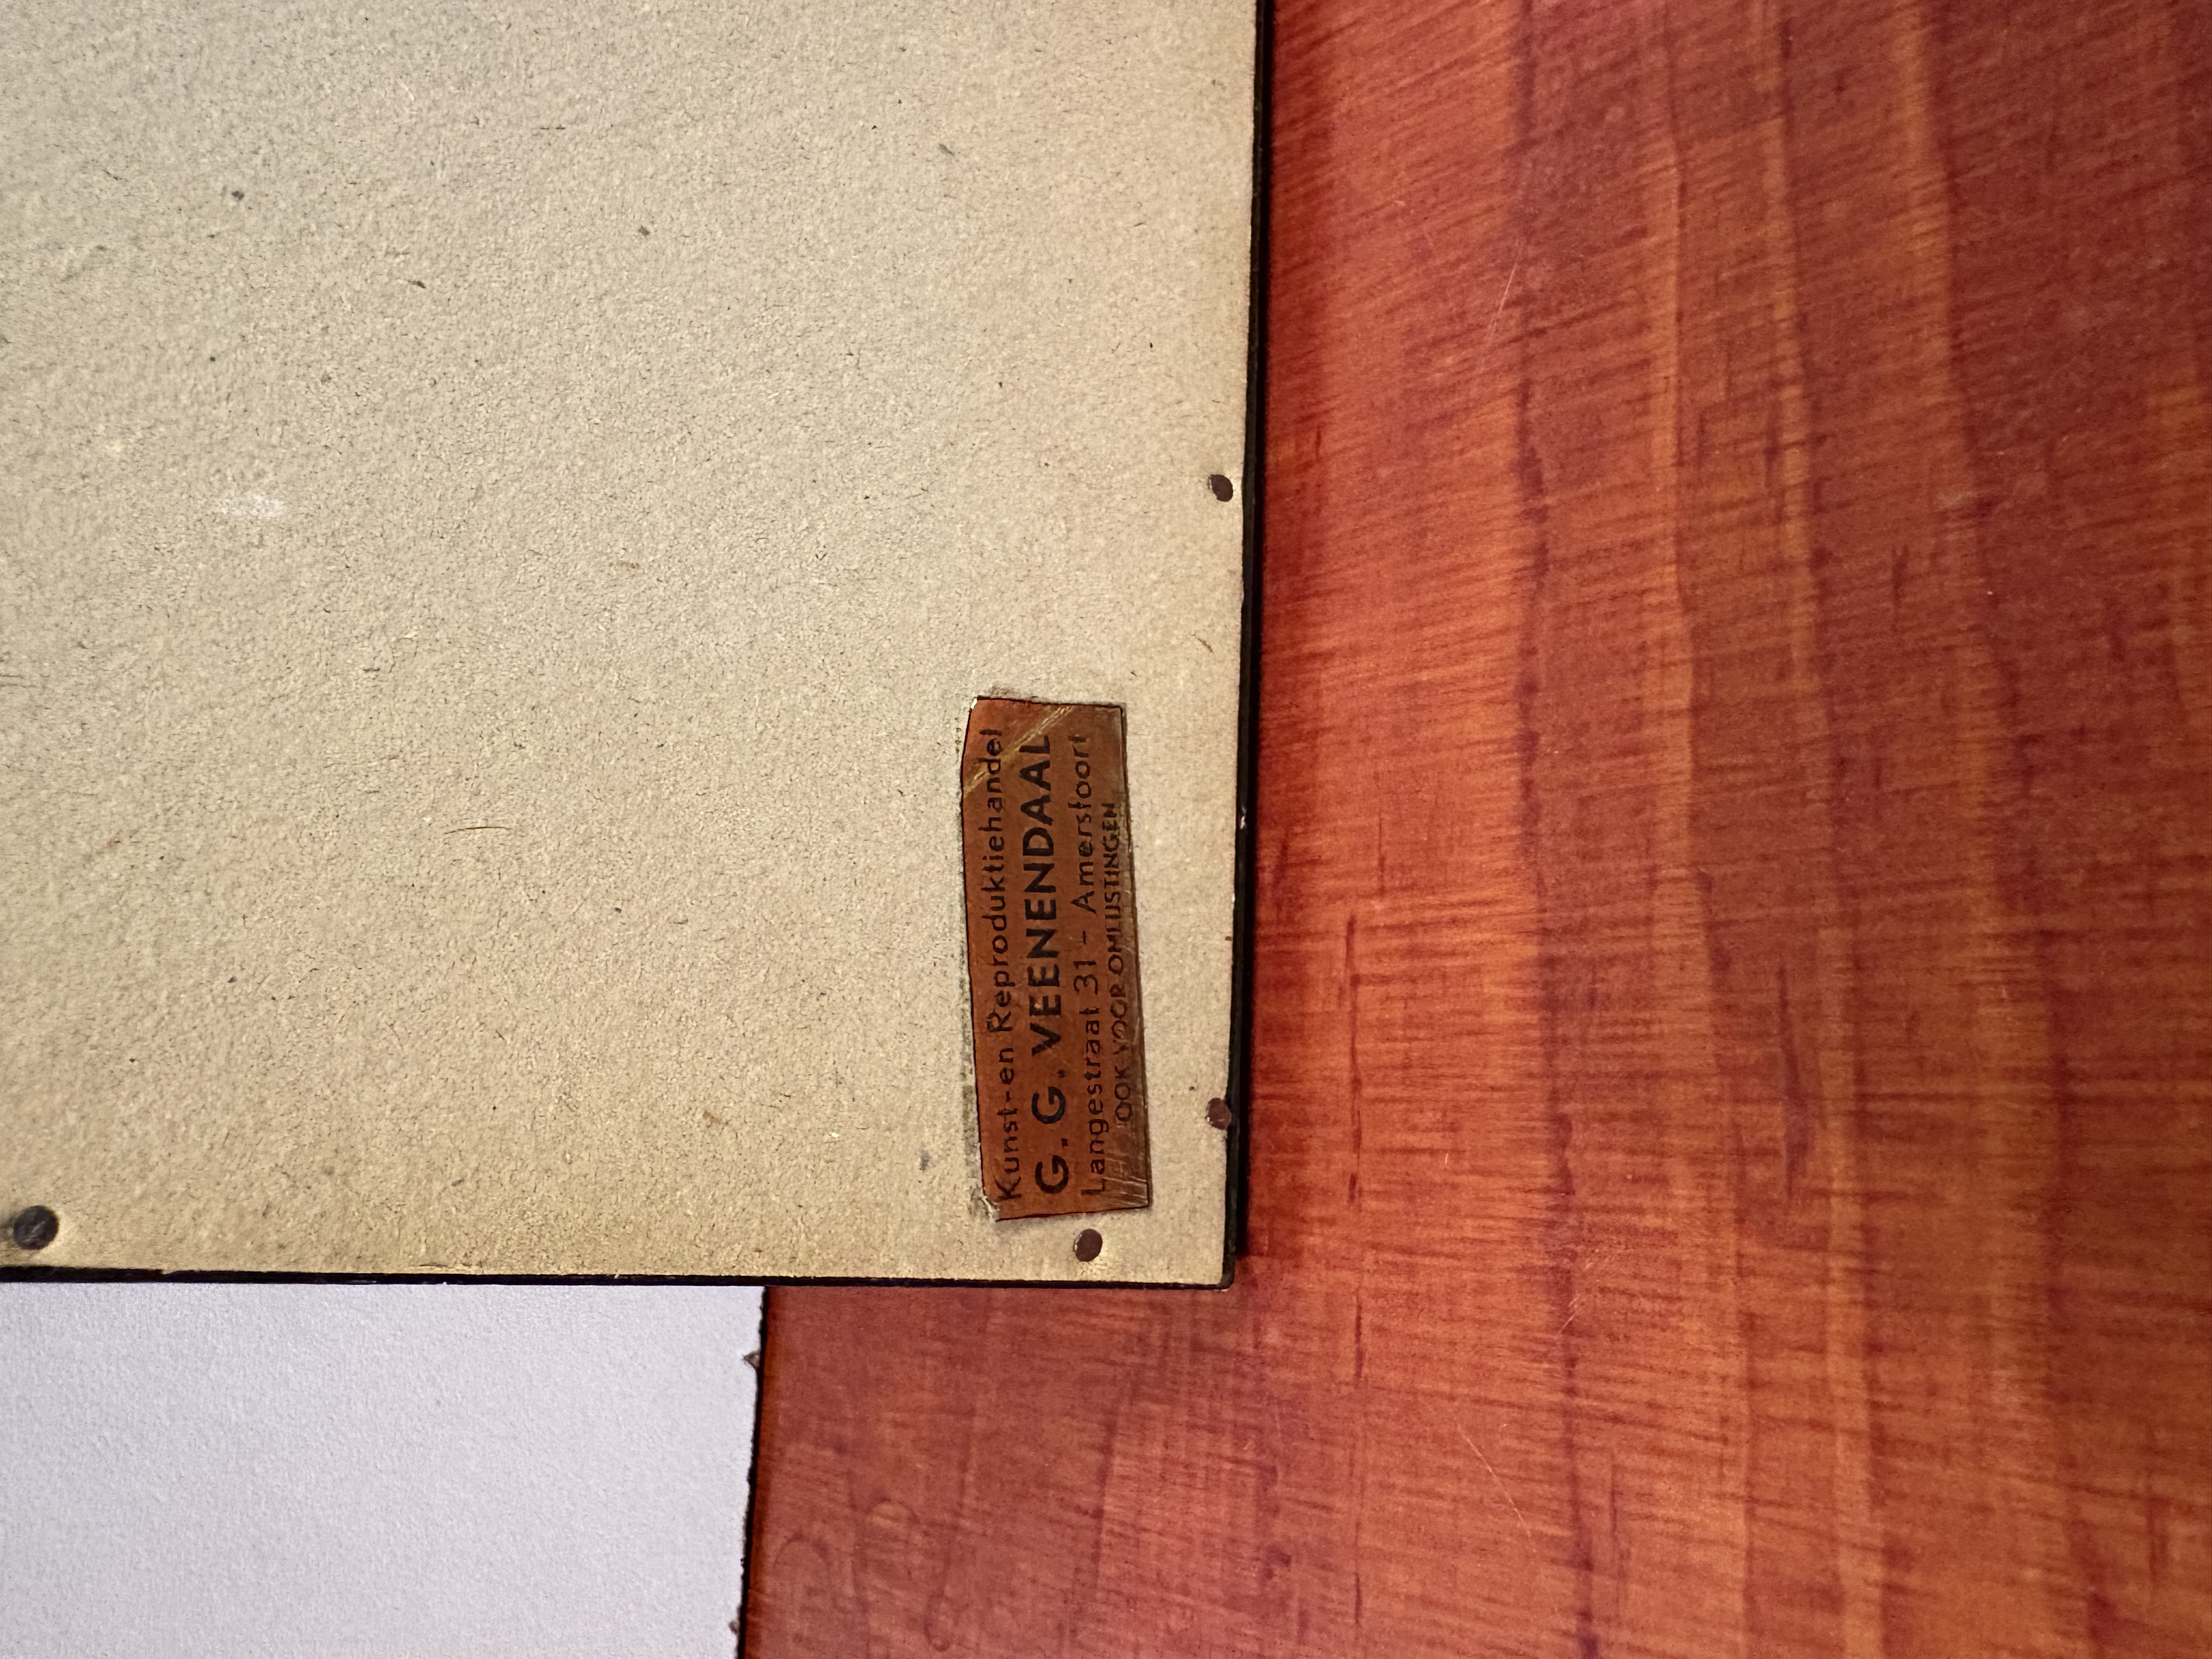 Kunst- en Reproduktiehandel
G. G. VEENENDAAL
Langestraat 31 - Amersfoort
OOK VOOR OMLIJSTINGEN